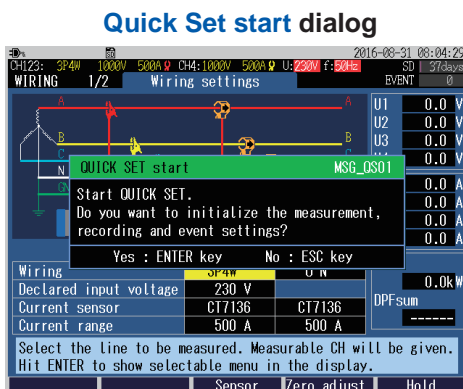 Quick Set start dialog
2016-08-31 08:04:29
CH123: 3P4W 1000V 500A CH4:1000V 500A U:230V f:50Hz SD 37days
WIRING 1/2 Wiring settings EVENT 0
A A U1 0.0 V
U2 0.0 V
B B U3 0.0 V
C 0.0 V
QUICK SET start MSG_QS01
N
GN 0.0 A
Start QUICK SET. 0.0 A
Do you want to initialize the measurement, 0.0 A
recording and event settings? 0.0 A
Yes : ENTER key No : ESC key
Wiring 3P4W U N
Declared input voltage 230 V 0.0kW
Current sensor CT7136 CT7136 DPFsum
Current range 500 A 500 A ------
Select the line to be measured. Measurable CH will be given.
Hit ENTER to show selectable menu in the display.
Sensor Zero adjust Hold